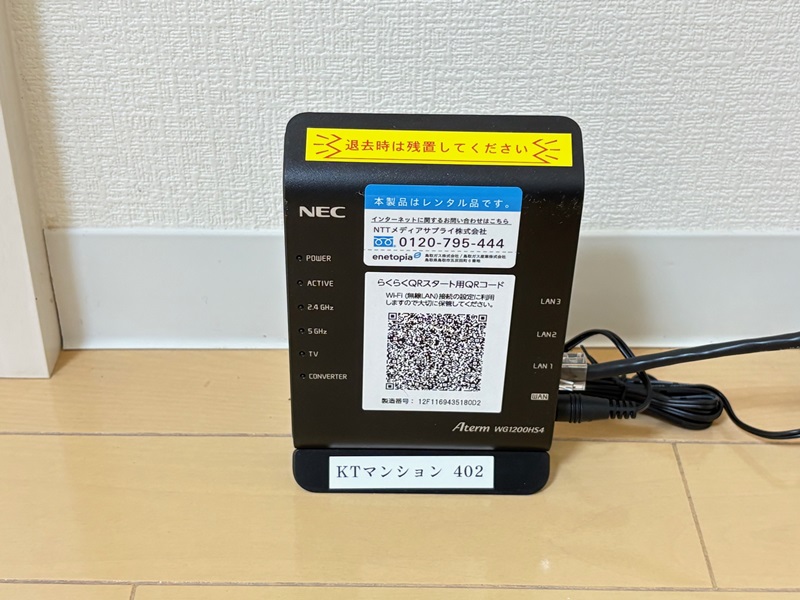 退去時は残置してください
本製品はレンタル品です。
インターネットに関するお問い合わせはこちら
NTTメディアサプライ株式会社
0120-795-444
enetopia
NEC
POWER
ACTIVE
2.4 GHz
5 GHz
TV
CONVERTER
らくらくQRスタート用QRコード
Wi-Fi (無線LAN) 接続の設定に利用
しますので大切に保管してください。
製造番号: 12F1169435180D2
LAN 3
LAN 2
LAN 1
WAN
Aterm WG1200HS4
KTマンション 402